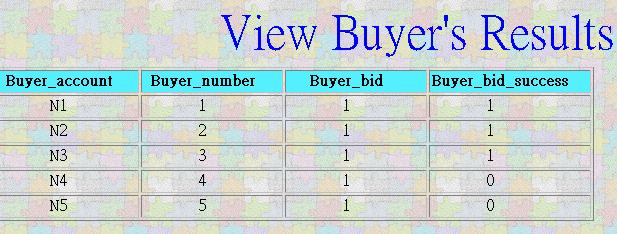 View Buyer's Results
Buyer_account Buyer_number Buyer_bid Buyer_bid_success
N1 1 1 1
N2 2 1 1
N3 3 1 1
N4 4 1 0
N5 5 1 0